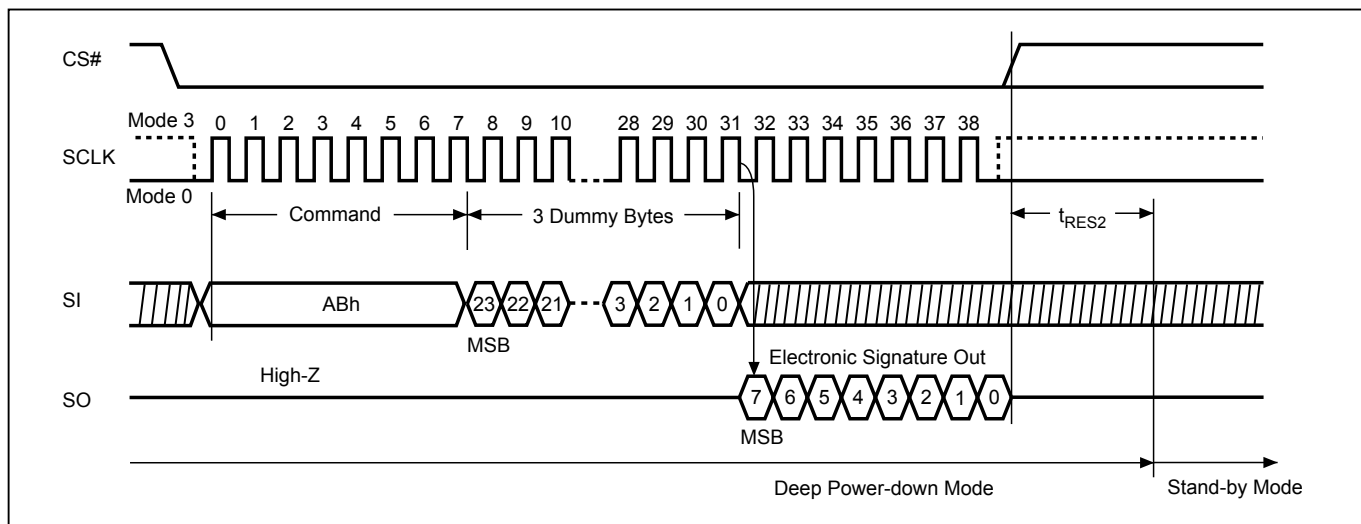 CS#
Mode 3 0 1 2 3 4 5 6 7 8 9 10 28 29 30 31 32 33 34 35 36 37 38
SCLK
Mode 0
Command 3 Dummy Bytes tRES2
SI ABh 23 22 21 3 2 1 0
MSB
Electronic Signature Out
High-Z
SO 7 6 5 4 3 2 1 0
MSB
Deep Power-down Mode Stand-by Mode